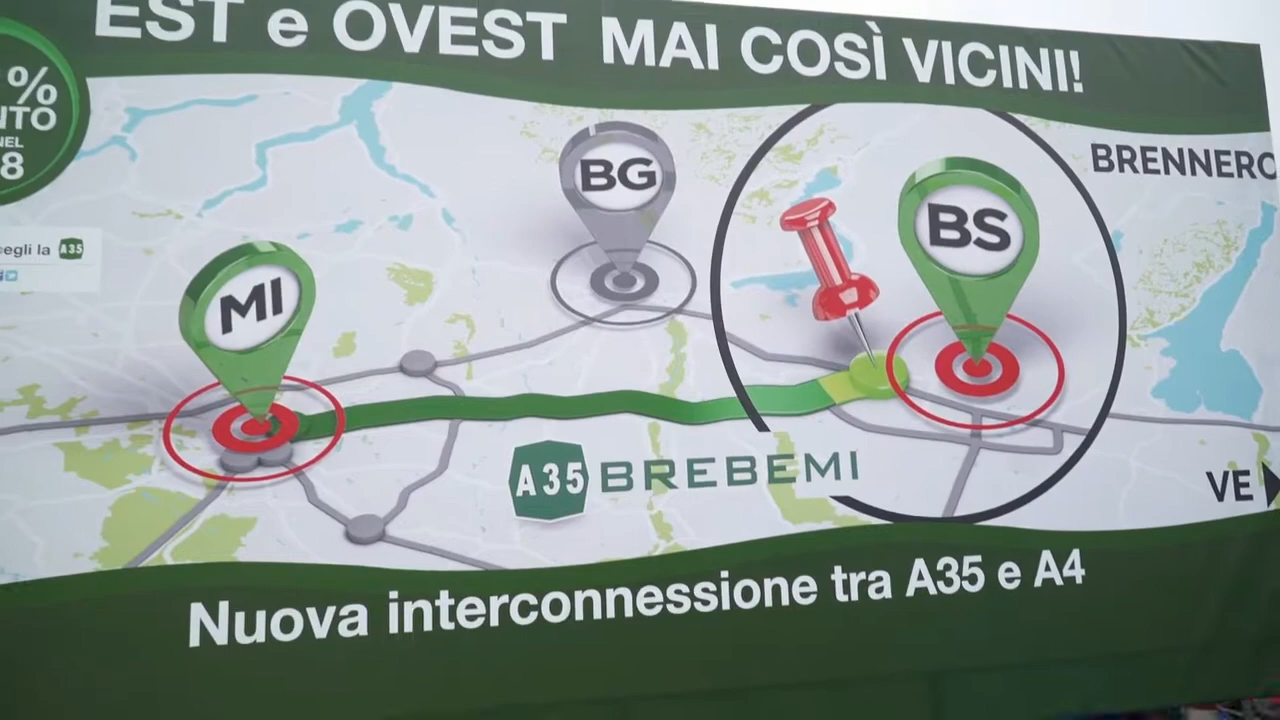 EST e OVEST MAI COSÌ VICINI!
%
NEL
8
BRENNERO
BG
BS
A35
MI
A35 BREBEMI
VE
Nuova interconnessione tra A35 e A4